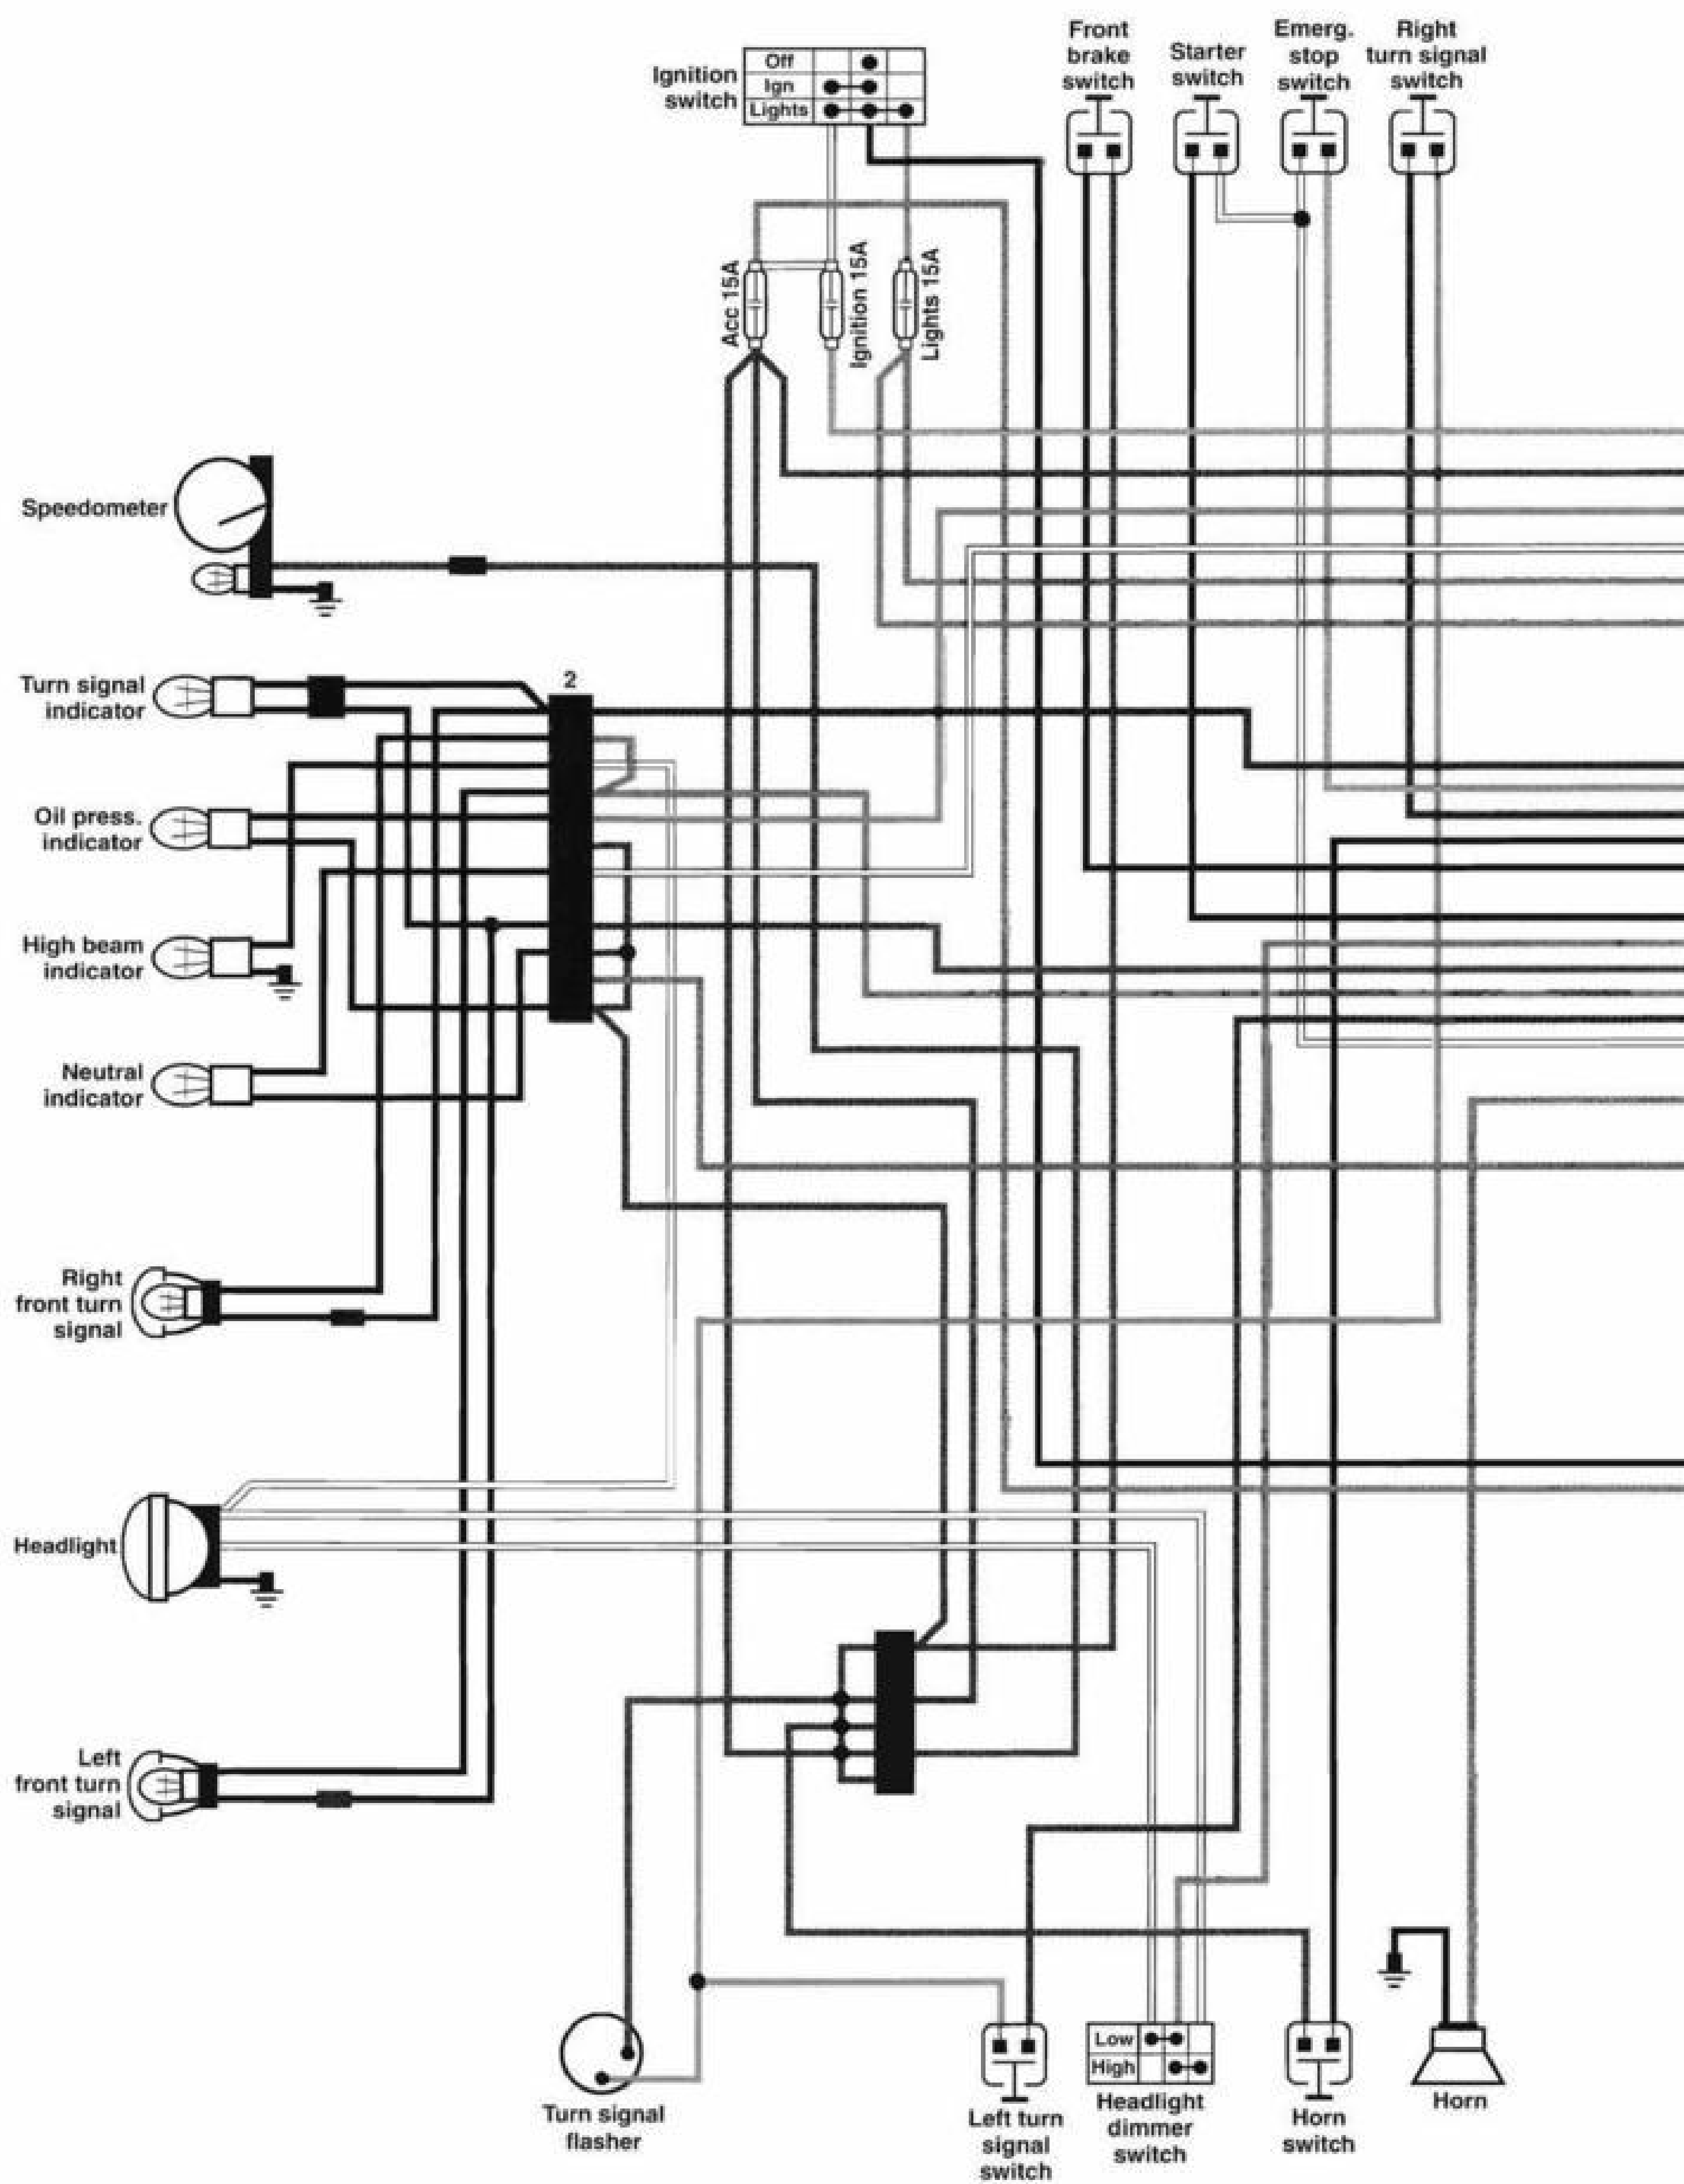 Front
brake
switch
Starter
switch
Emerg.
stop
switch
Right
turn signal
switch
Ignition
switch
Off
Ign
Lights
Acc 15A
Ignition 15A
Lights 15A
Speedometer
Turn signal
indicator
2
Oil press.
indicator
High beam
indicator
Neutral
indicator
Right
front turn
signal
Headlight
Left
front turn
signal
Turn signal
flasher
Left turn
signal
switch
Low
High
Headlight
dimmer
switch
Horn
switch
Horn